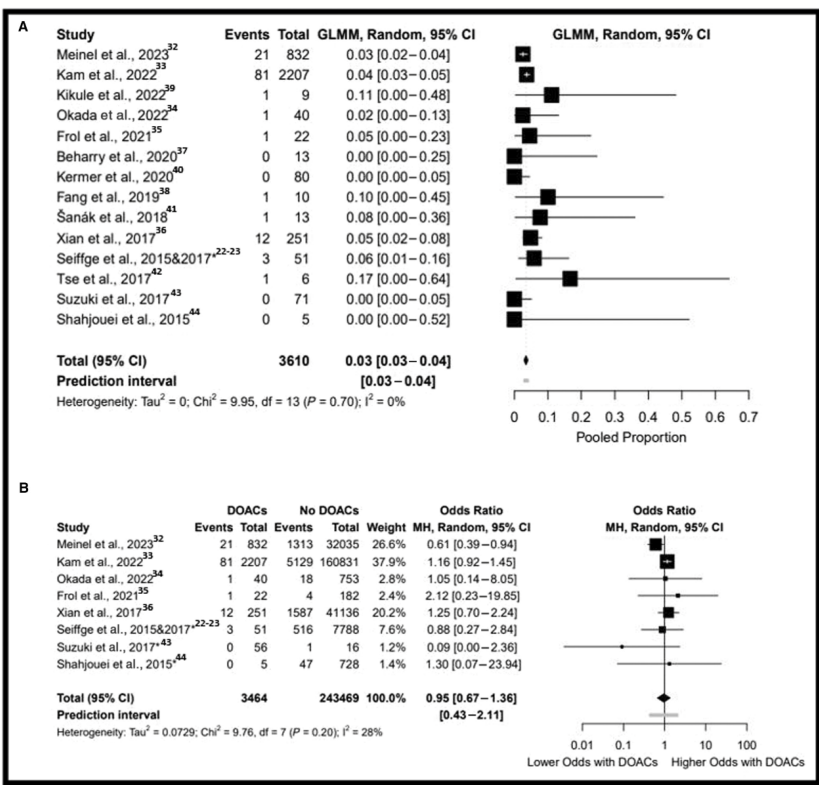 A
Study Events Total GLMM, Random, 95% CI GLMM, Random, 95% CI
Meinel et al., 2023³² 21 832 0.03 [0.02−0.04]
Kam et al., 2022³³ 81 2207 0.04 [0.03−0.05]
Kikule et al., 2022³⁹ 1 9 0.11 [0.00−0.48]
Okada et al., 2022³⁴ 1 40 0.02 [0.00−0.13]
Frol et al., 2021³⁵ 1 22 0.05 [0.00−0.23]
Beharry et al., 2020³⁷ 0 13 0.00 [0.00−0.25]
Kermer et al., 2020⁴⁰ 0 80 0.00 [0.00−0.05]
Fang et al., 2019³⁸ 1 10 0.10 [0.00−0.45]
Šanák et al., 2018⁴¹ 1 13 0.08 [0.00−0.36]
Xian et al., 2017³⁶ 12 251 0.05 [0.02−0.08]
Seiffge et al., 2015&2017*²²⁻²³ 3 51 0.06 [0.01−0.16]
Tse et al., 2017⁴² 1 6 0.17 [0.00−0.64]
Suzuki et al., 2017⁴³ 0 71 0.00 [0.00−0.05]
Shahjouei et al., 2015⁴⁴ 0 5 0.00 [0.00−0.52]
Total (95% CI) 3610 0.03 [0.03−0.04]
Prediction interval [0.03−0.04]
Heterogeneity: Tau² = 0; Chi² = 9.95, df = 13 (P = 0.70); I² = 0%
0 0.1 0.2 0.3 0.4 0.5 0.6 0.7
Pooled Proportion
B
DOACs No DOACs Odds Ratio Odds Ratio
Study Events Total Events Total Weight MH, Random, 95% CI MH, Random, 95% CI
Meinel et al., 2023³² 21 832 1313 32035 26.6% 0.61 [0.39−0.94]
Kam et al., 2022³³ 81 2207 5129 160831 37.9% 1.16 [0.92−1.45]
Okada et al., 2022³⁴ 1 40 18 753 2.8% 1.05 [0.14−8.05]
Frol et al., 2021³⁵ 1 22 4 182 2.4% 2.12 [0.23−19.85]
Xian et al., 2017³⁶ 12 251 1587 41136 20.2% 1.25 [0.70−2.24]
Seiffge et al., 2015&2017*²²⁻²³ 3 51 516 7788 7.6% 0.88 [0.27−2.84]
Suzuki et al., 2017*⁴³ 0 56 1 16 1.2% 0.09 [0.00−2.36]
Shahjouei et al., 2015*⁴⁴ 0 5 47 728 1.4% 1.30 [0.07−23.94]
Total (95% CI) 3464 243469 100.0% 0.95 [0.67−1.36]
Prediction interval [0.43−2.11]
Heterogeneity: Tau² = 0.0729; Chi² = 9.76, df = 7 (P = 0.20); I² = 28%
0.01 0.1 1 10 100
Lower Odds with DOACs Higher Odds with DOACs